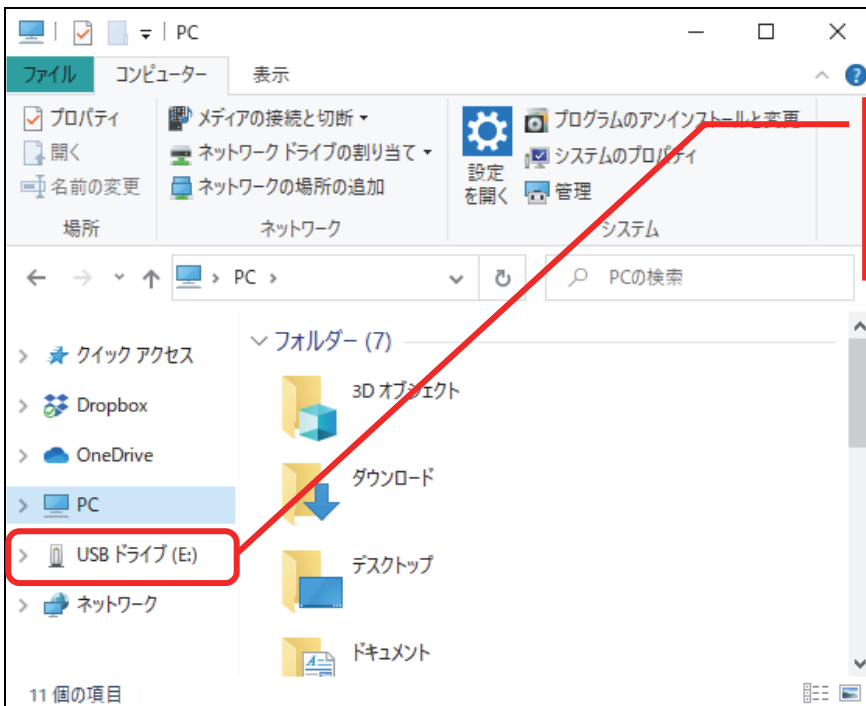 PC
ファイル コンピューター 表示
プロパティ
開く
名前の変更
場所
メディアの接続と切断
ネットワーク ドライブの割り当て
ネットワークの場所の追加
ネットワーク
設定
を開く
プログラムのアンインストールと変更
システムのプロパティ
管理
システム
PC
PCの検索
クイック アクセス
Dropbox
OneDrive
PC
USB ドライブ (E:)
ネットワーク
フォルダー (7)
3D オブジェクト
ダウンロード
デスクトップ
ドキュメント
11 個の項目